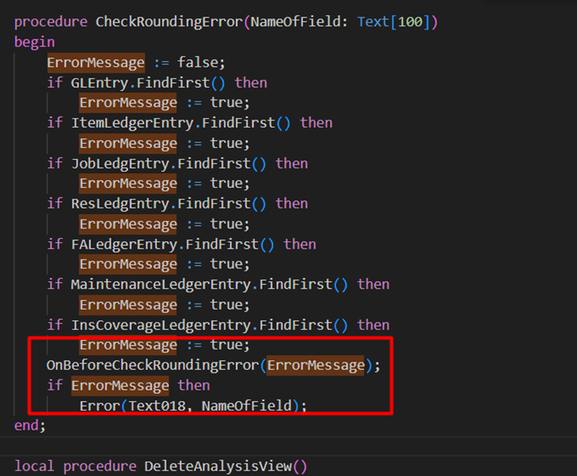 procedure CheckRoundingError(NameOfField: Text[100])
begin
ErrorMessage := false;
if GLEntry.FindFirst() then
ErrorMessage := true;
if ItemLedgerEntry.FindFirst() then
ErrorMessage := true;
if JobLedgEntry.FindFirst() then
ErrorMessage := true;
if ResLedgEntry.FindFirst() then
ErrorMessage := true;
if FALedgerEntry.FindFirst() then
ErrorMessage := true;
if MaintenanceLedgerEntry.FindFirst() then
ErrorMessage := true;
if InsCoverageLedgerEntry.FindFirst() then
ErrorMessage := true;
OnBeforeCheckRoundingError(ErrorMessage);
if ErrorMessage then
Error(Text018, NameOfField);
end;
local procedure DeleteAnalysisView()